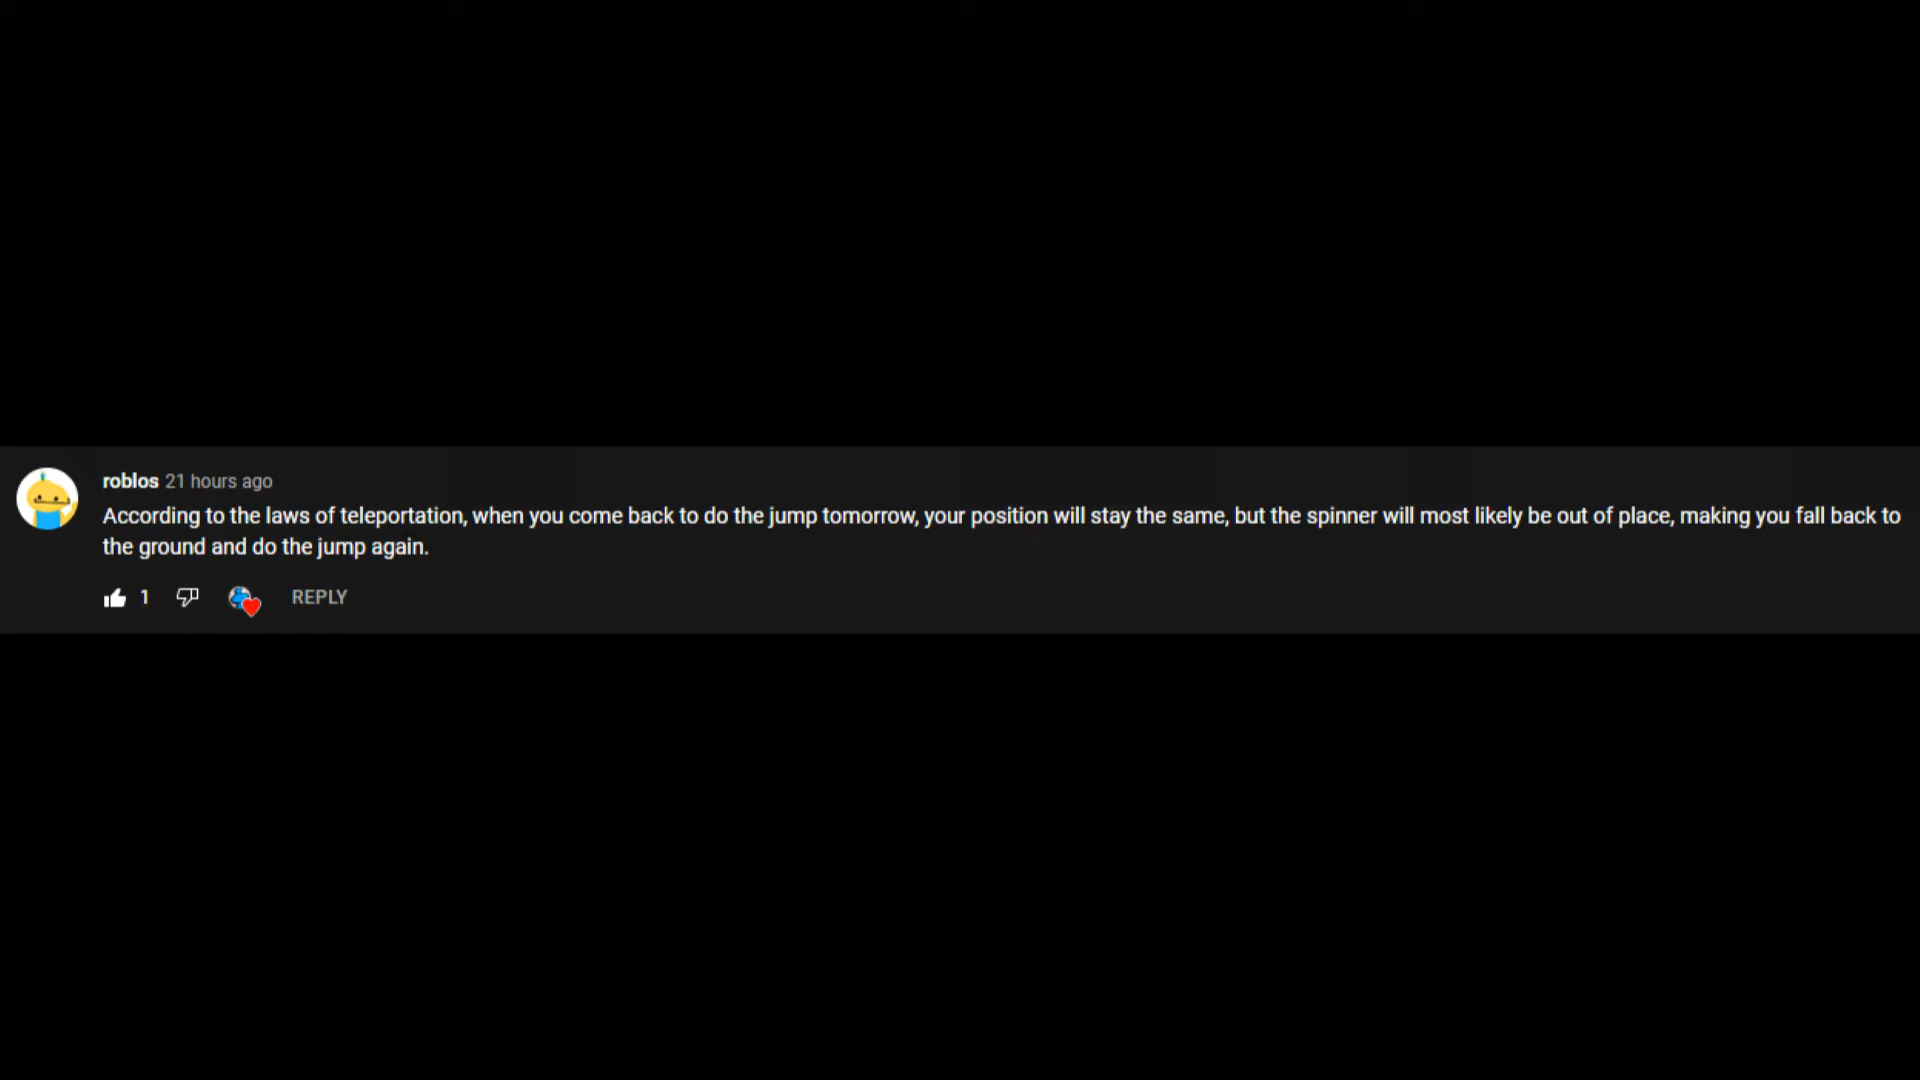 roblos 21 hours ago
According to the laws of teleportation, when you come back to do the jump tomorrow, your position will stay the same, but the spinner will most likely be out of place, making you fall back to
the ground and do the jump again.
1 REPLY